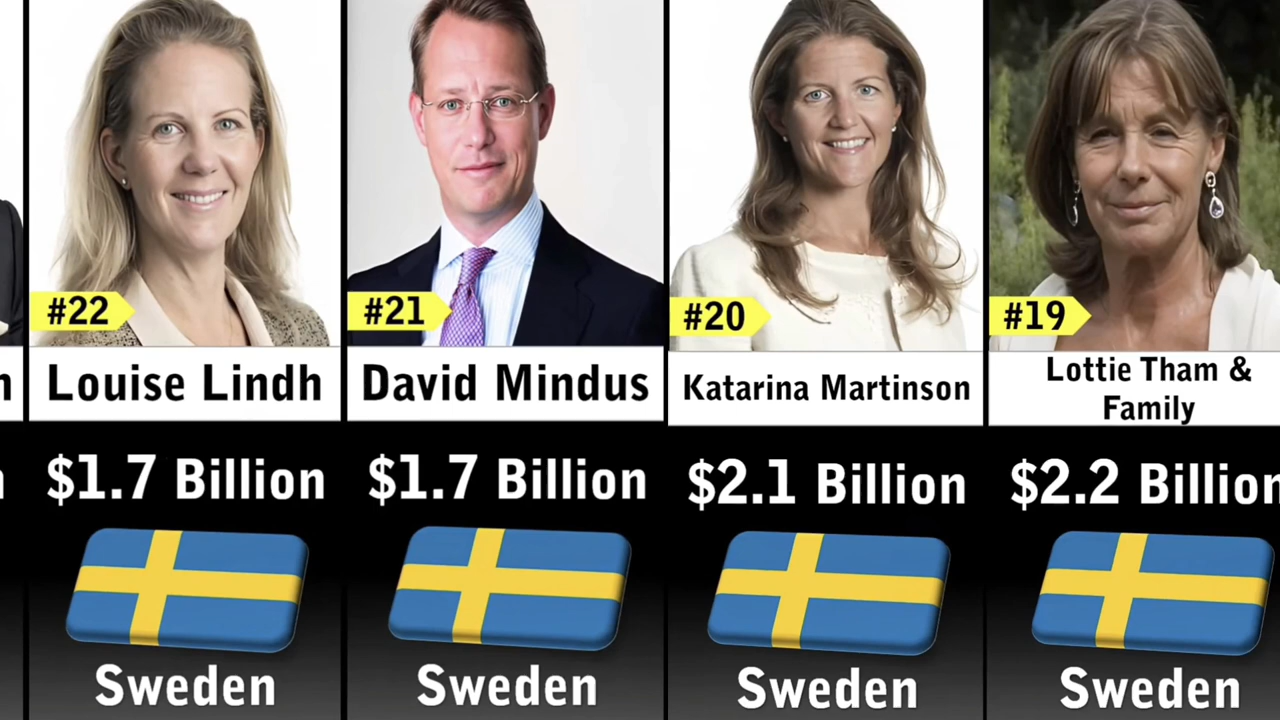 #22
Louise Lindh
$1.7 Billion
Sweden
#21
David Mindus
$1.7 Billion
Sweden
#20
Katarina Martinson
$2.1 Billion
Sweden
#19
Lottie Tham &
Family
$2.2 Billion
Sweden